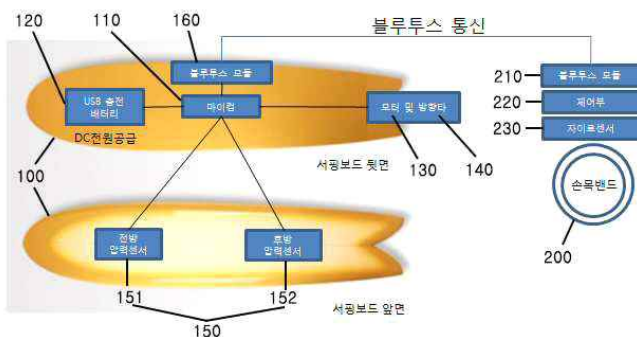 블루투스 통신
120
110
160
블루투스 모듈
210
블루투스 모듈
USB 충전
배터리
마이컴
모터 및 방향타
220
제어부
230
자이로센서
DC전원공급
100
서핑보드 뒷면
130
140
손목밴드
200
전방
압력센서
후방
압력센서
151
152
150
서핑보드 앞면